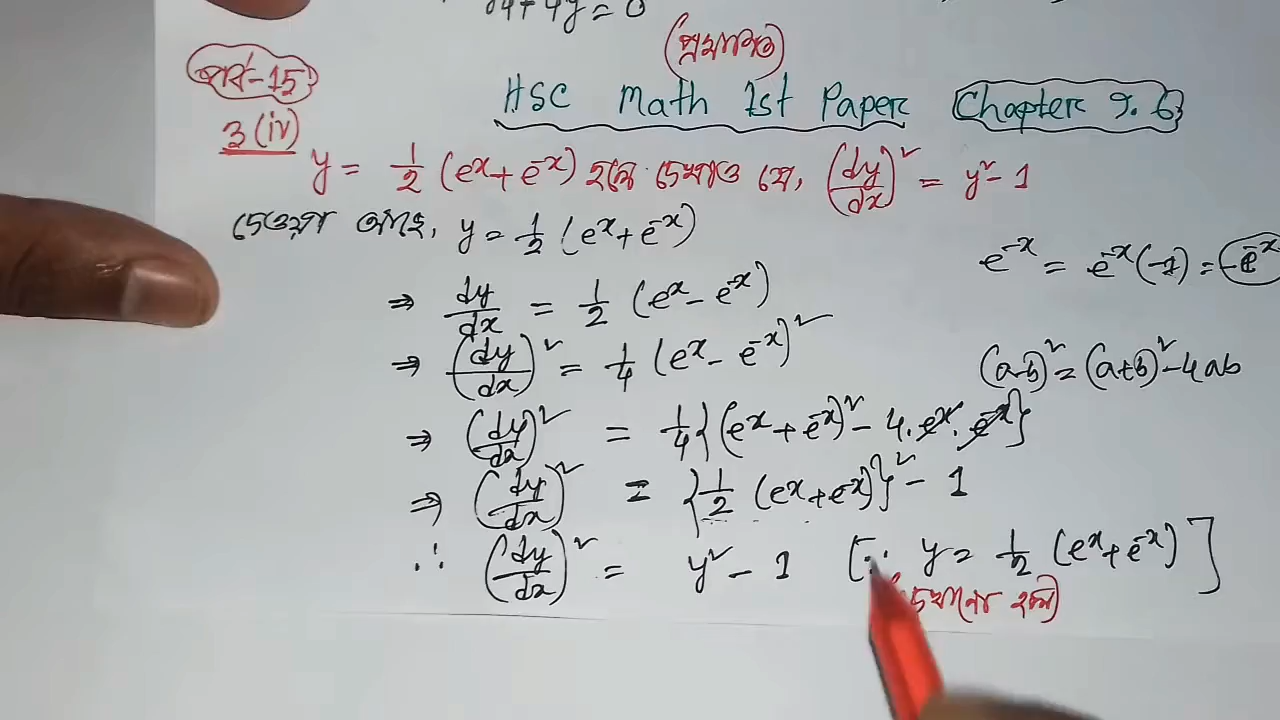 + 4y = 0
(প্রমাণিত)
পার্ট-15
HSC Math 1st Paper Chapter 9.6
3(iv)
y = 1/2 (eˣ + e⁻ˣ) হলে দেখাও যে, (dy/dx)² = y² - 1
দেওয়া আছে, y = 1/2 (eˣ + e⁻ˣ)
e⁻ˣ = e⁻ˣ(-1) = -e⁻ˣ
⇒ dy/dx = 1/2 (eˣ - e⁻ˣ)
⇒ (dy/dx)² = 1/4 (eˣ - e⁻ˣ)²
(a-b)² = (a+b)² - 4ab
⇒ (dy/dx)² = 1/4 {(eˣ + e⁻ˣ)² - 4.eˣ.e⁻ˣ}
⇒ (dy/dx)² = {1/2 (eˣ + e⁻ˣ)}² - 1
∴ (dy/dx)² = y² - 1 [∵ y = 1/2 (eˣ + e⁻ˣ)]
(দেখানো হলো)